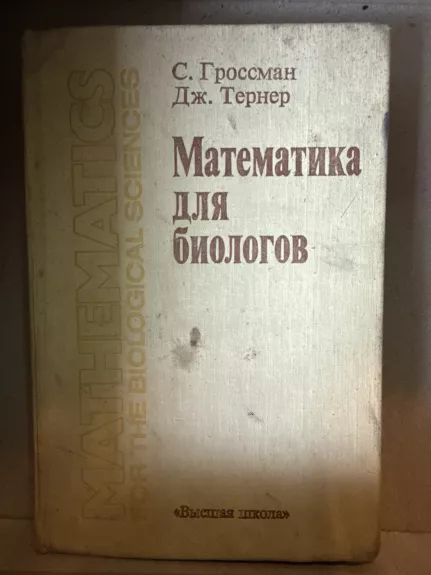 С. Гроссман
Дж. Тернер
Математика
для
биологов
MATHEMATICS
FOR THE BIOLOGICAL SCIENCES
«Высшая школа»